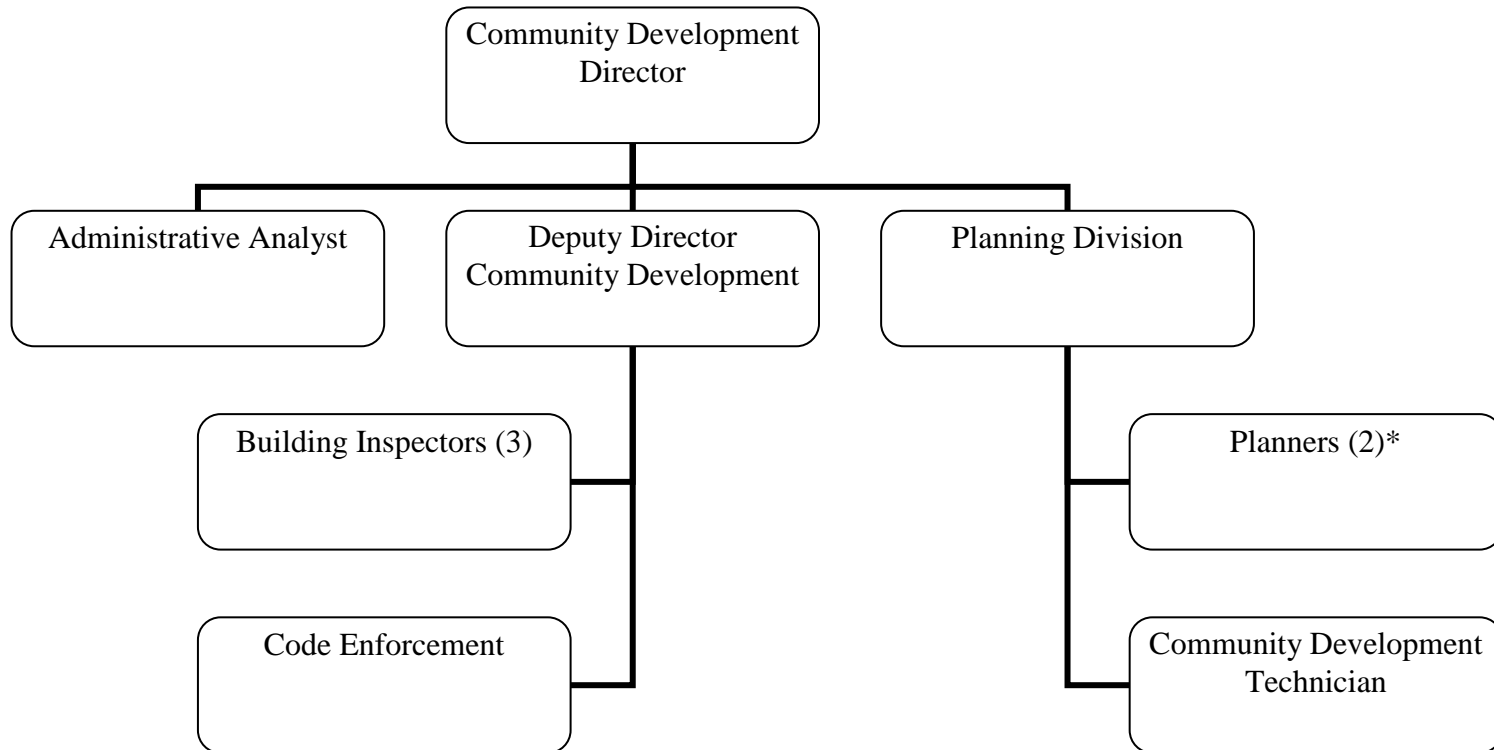 Community Development
Director
Administrative Analyst
Deputy Director
Community Development
Planning Division
Building Inspectors (3)
Planners (2)*
Code Enforcement
Community Development
Technician